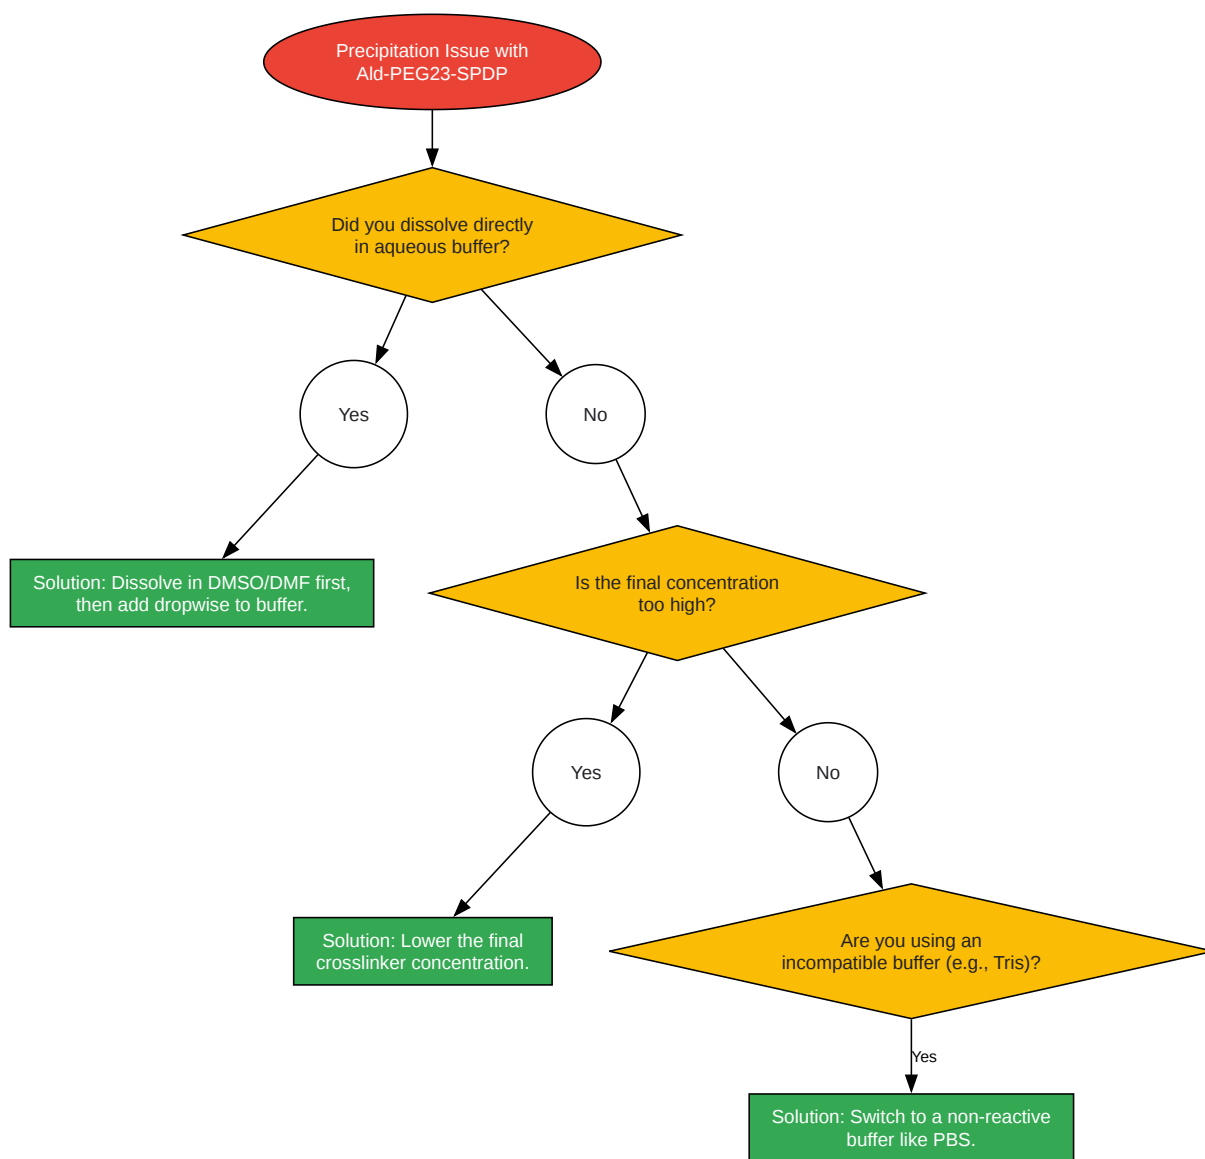 Precipitation Issue with
Ald-PEG23-SPDP
Did you dissolve directly
in aqueous buffer?
Yes
No
Solution: Dissolve in DMSO/DMF first,
then add dropwise to buffer.
Is the final concentration
too high?
Yes
No
Solution: Lower the final
crosslinker concentration.
Are you using an
incompatible buffer (e.g., Tris)?
Yes
Solution: Switch to a non-reactive
buffer like PBS.